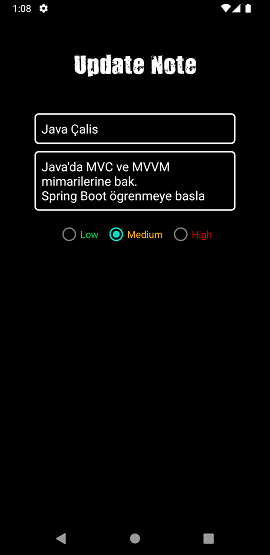 1:08
Update Note
Java Çalis
Java'da MVC ve MVVM
mimarilerine bak.
Spring Boot ögrenmeye basla
Low Medium High